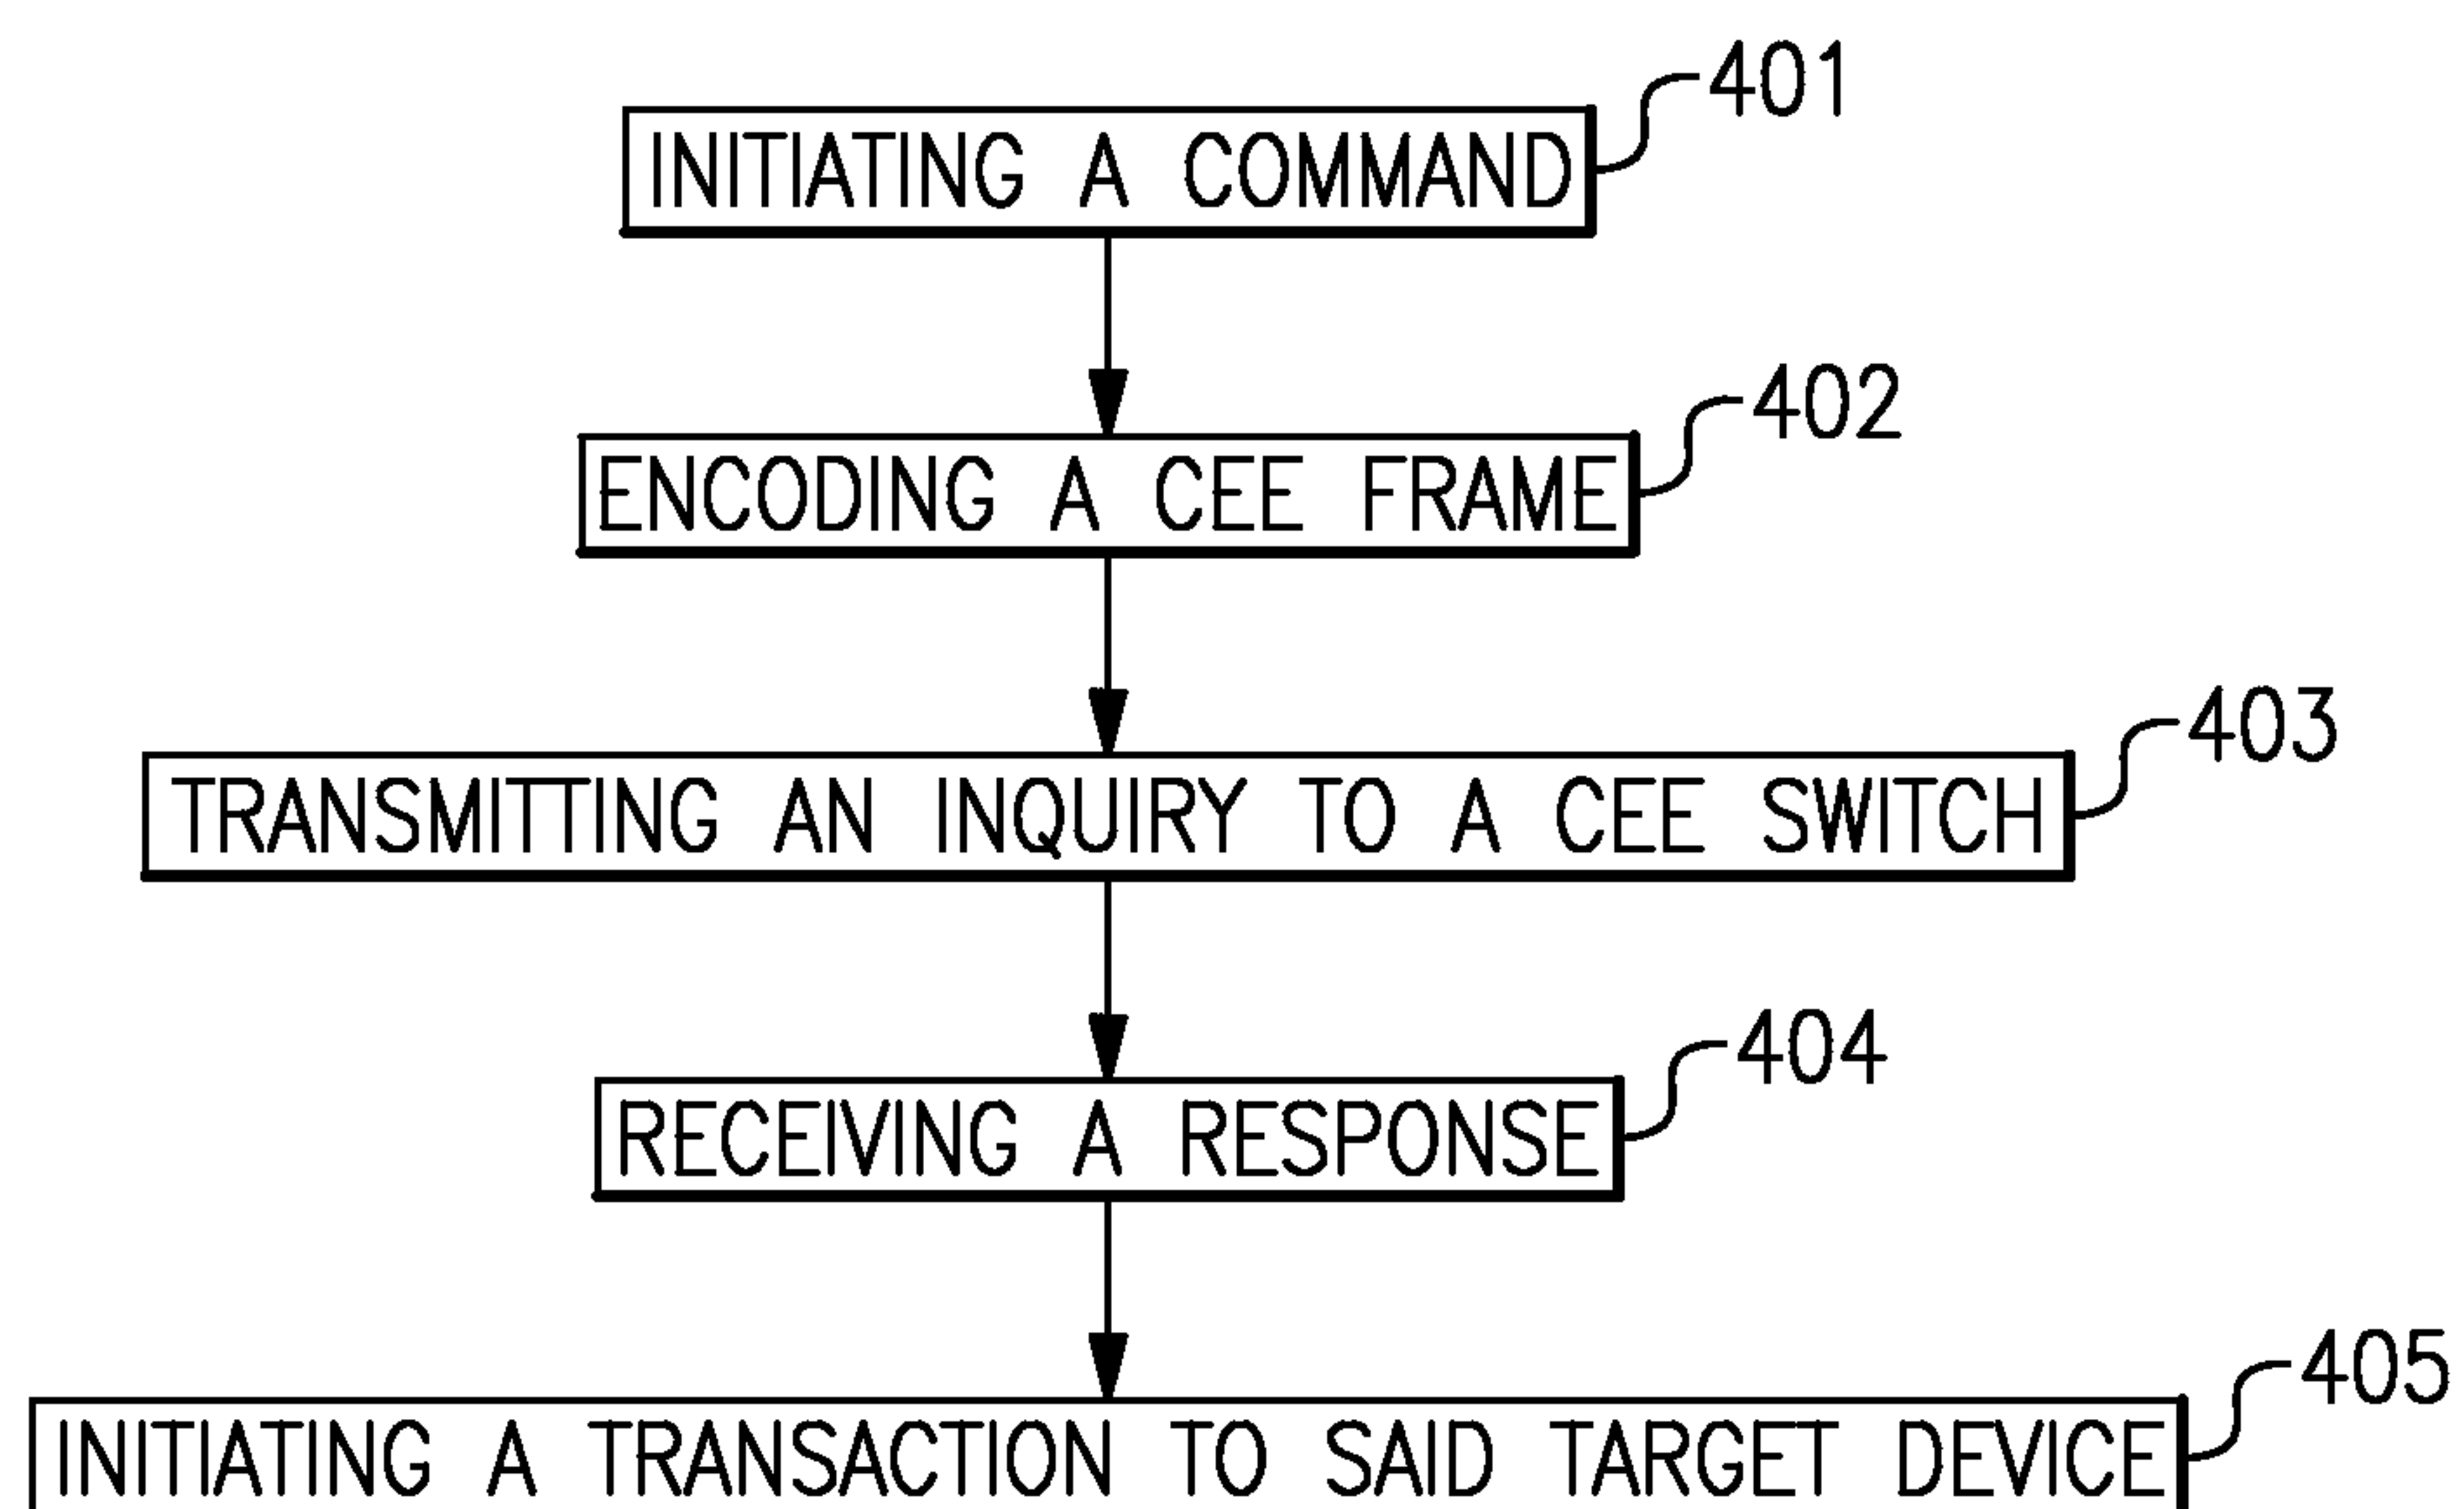 401
INITIATING A COMMAND
402
ENCODING A CEE FRAME
403
TRANSMITTING AN INQUIRY TO A CEE SWITCH
404
RECEIVING A RESPONSE
405
INITIATING A TRANSACTION TO SAID TARGET DEVICE